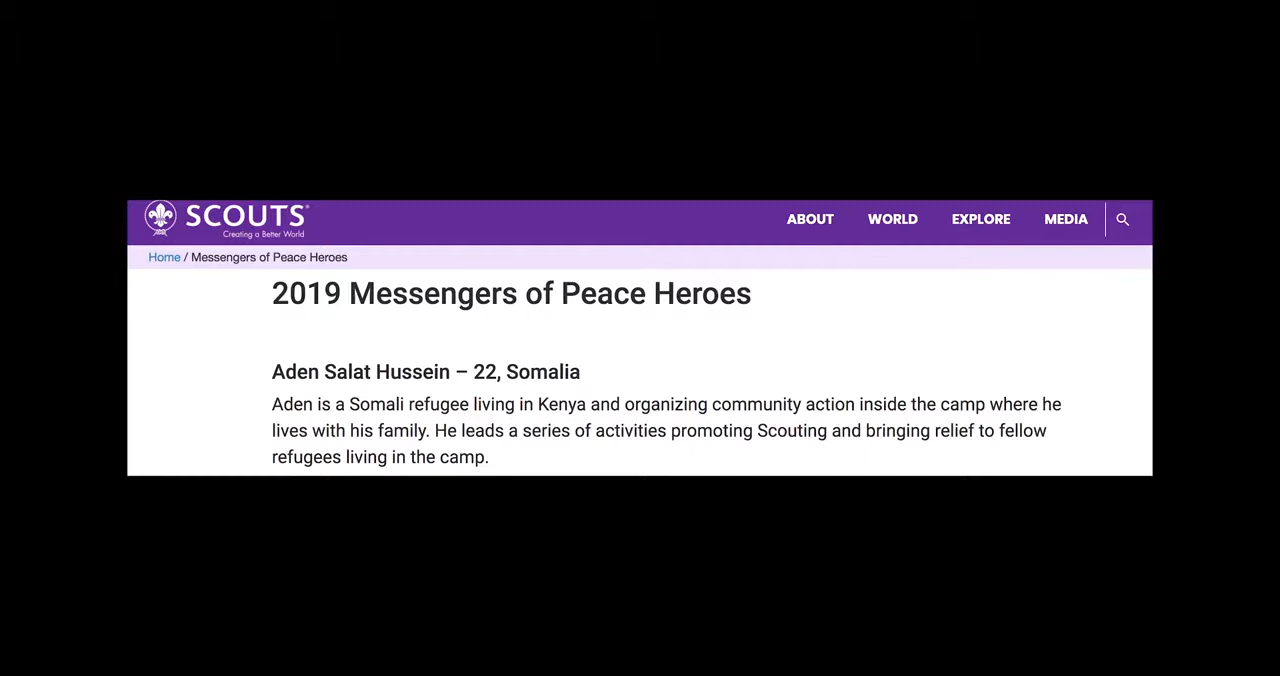 SCOUTS®
Creating a Better World
ABOUT WORLD EXPLORE MEDIA
Home / Messengers of Peace Heroes
2019 Messengers of Peace Heroes
Aden Salat Hussein – 22, Somalia
Aden is a Somali refugee living in Kenya and organizing community action inside the camp where he
lives with his family. He leads a series of activities promoting Scouting and bringing relief to fellow
refugees living in the camp.